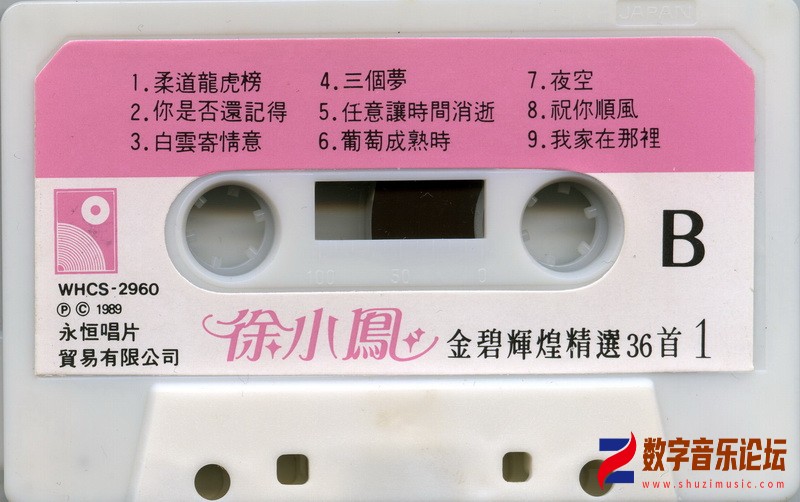 JAPAN
1.柔道龍虎榜
2.你是否還記得
3.白雲寄情意
4.三個夢
5.任意讓時間消逝
6.葡萄成熟時
7.夜空
8.祝你順風
9.我家在那裡
B
100 50 0
WHCS-2960
Ⓟ Ⓒ 1989
永恒唱片
貿易有限公司
徐小鳳
金碧輝煌精選36首 1
数字音乐论坛
www.shuzimusic.com